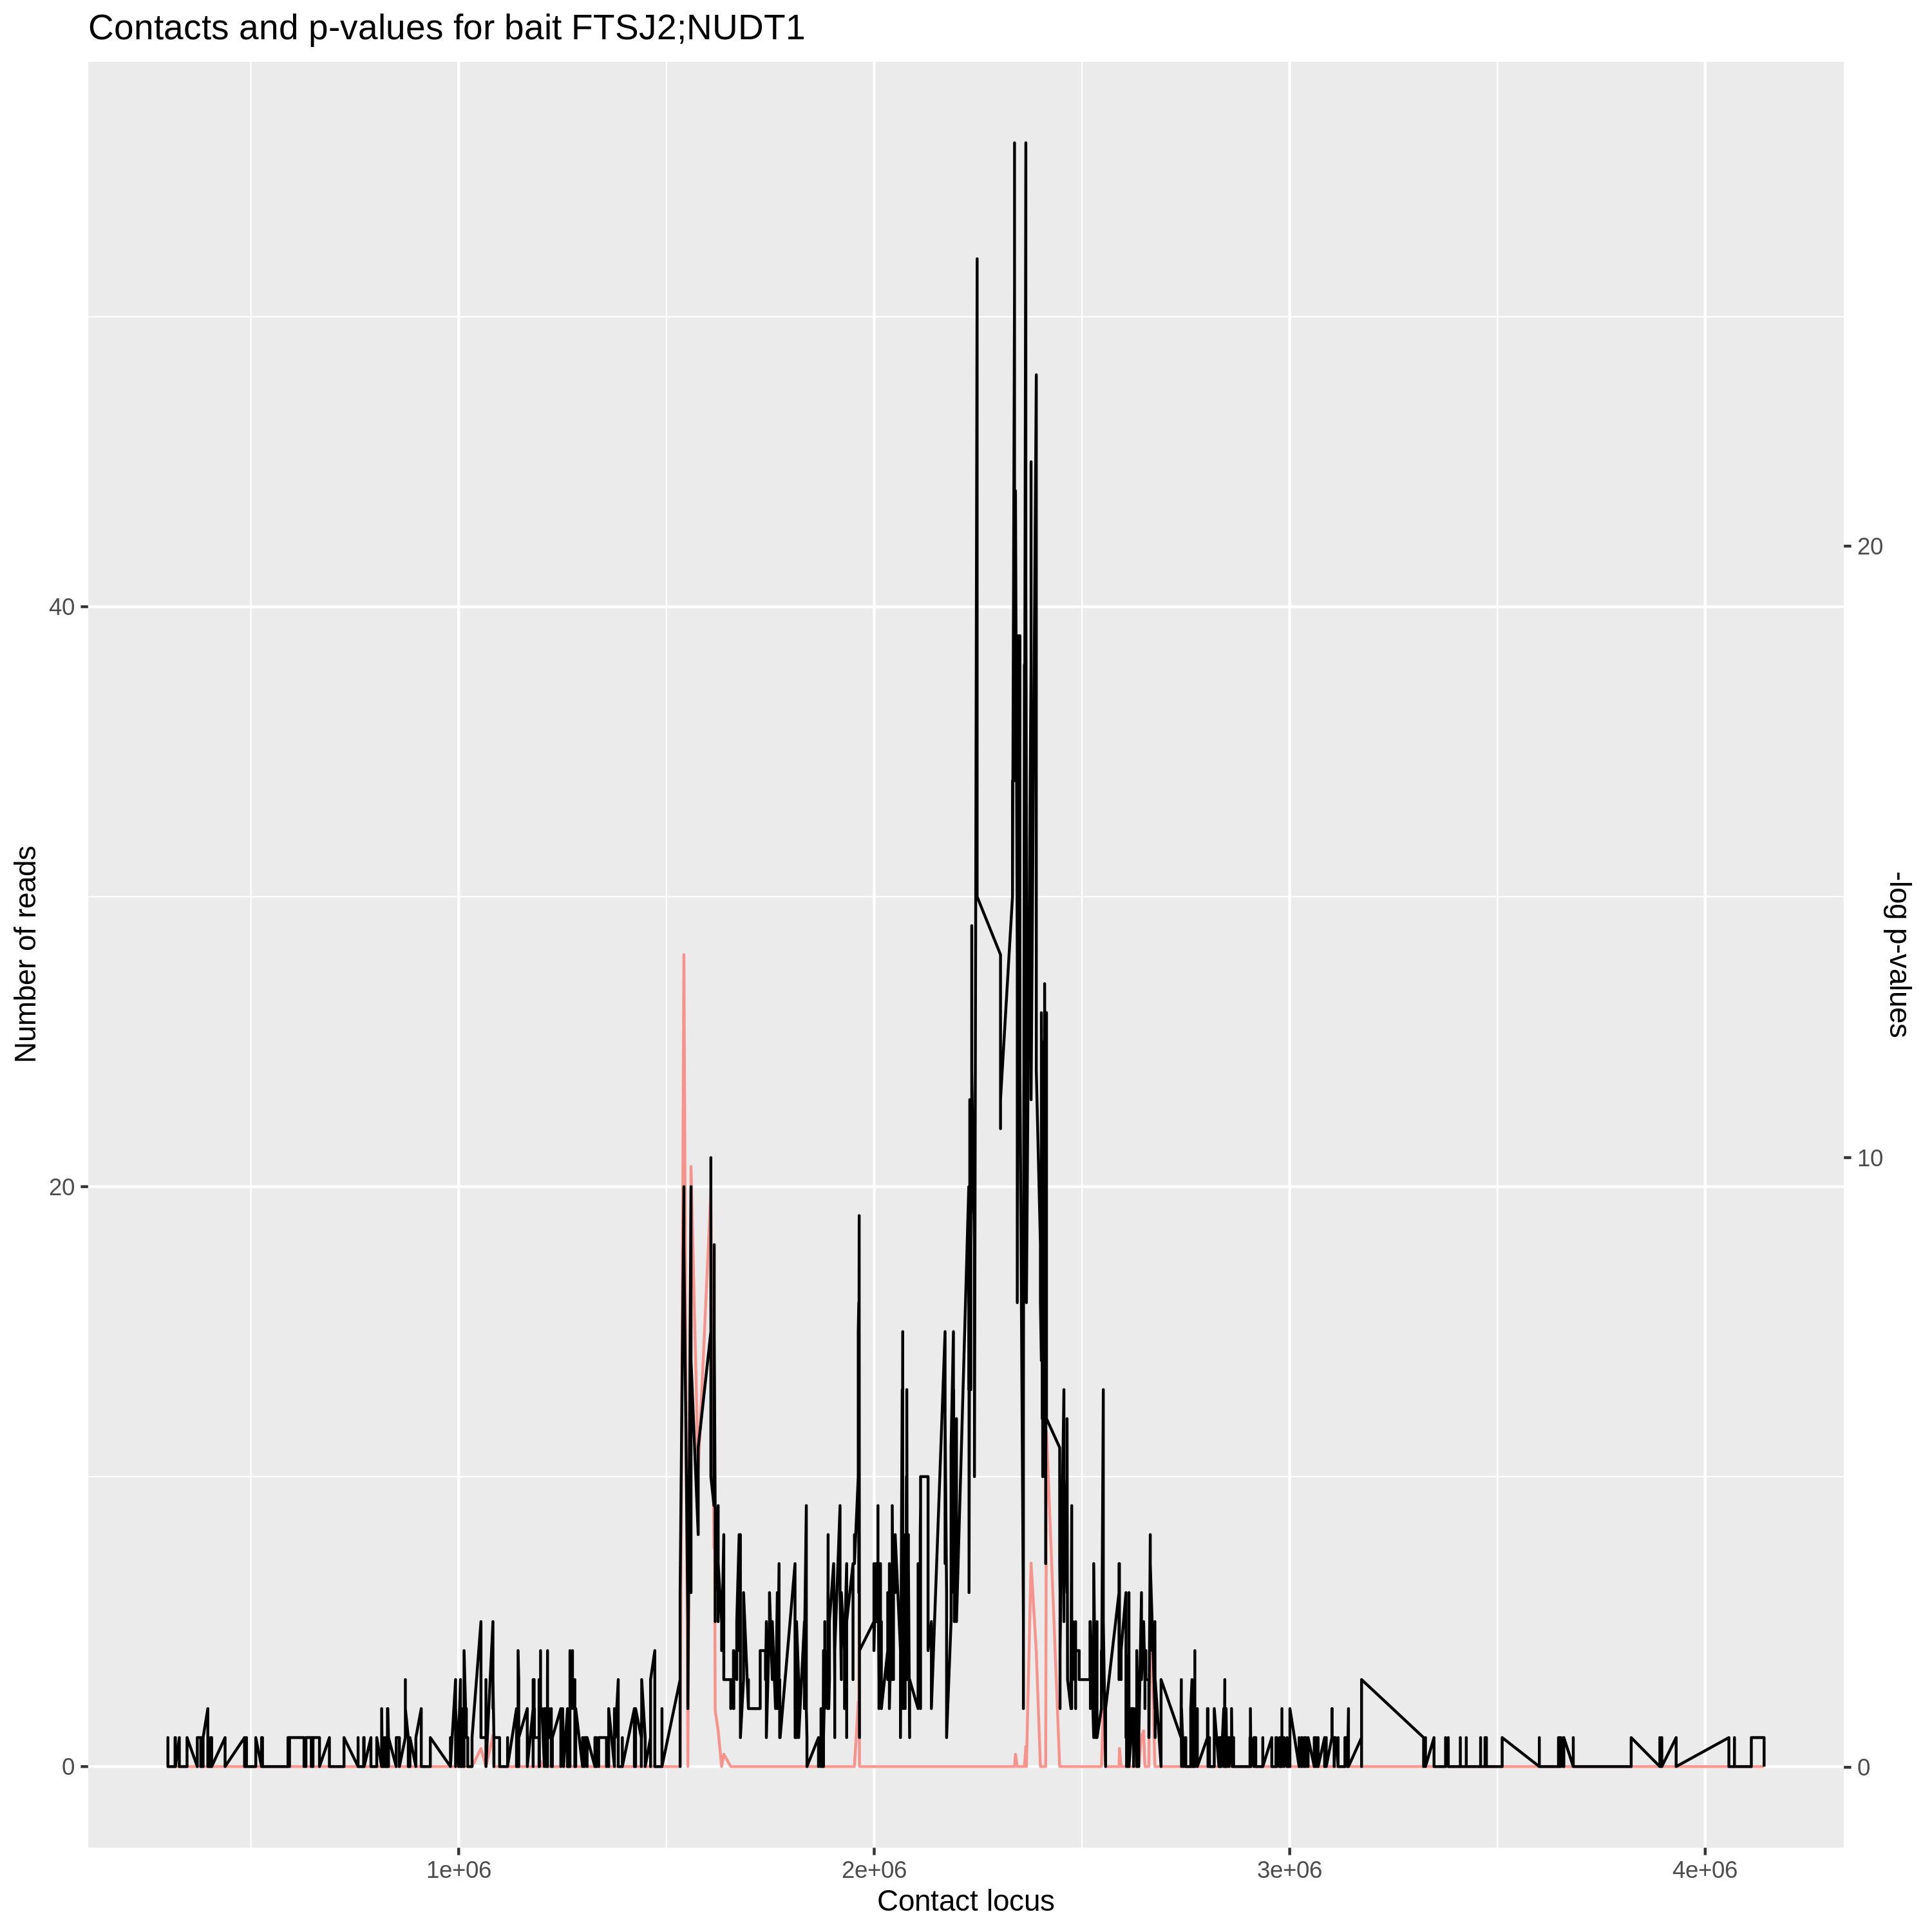 Contacts and p-values for bait FTSJ2;NUDT1
Number of reads
40
20
0
20
10
0
-log p-values
1e+06
2e+06
3e+06
4e+06
Contact locus